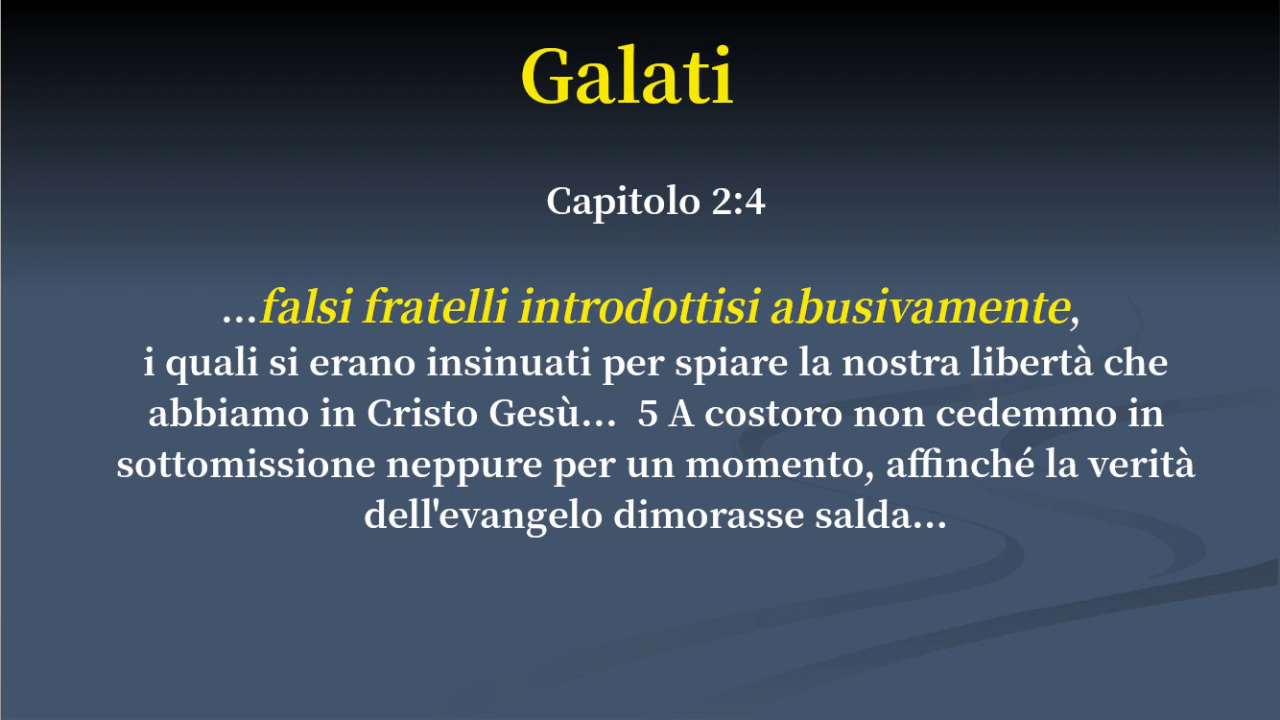 Galati
Capitolo 2:4
...falsi fratelli introdottisi abusivamente,
i quali si erano insinuati per spiare la nostra libertà che
abbiamo in Cristo Gesù...  5 A costoro non cedemmo in
sottomissione neppure per un momento, affinché la verità
dell'evangelo dimorasse salda...